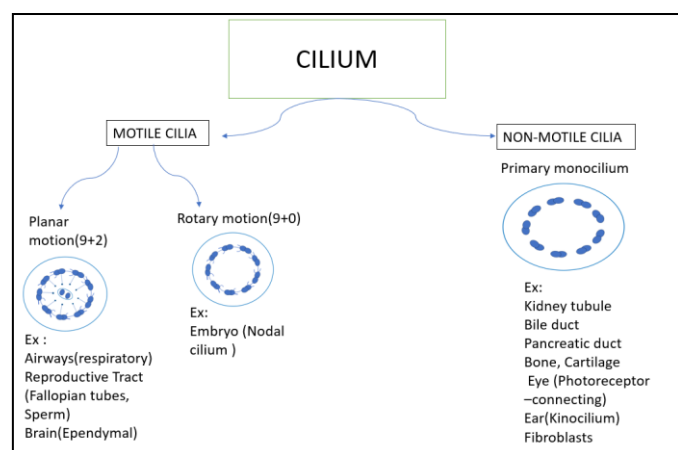 CILIUM
MOTILE CILIA
NON-MOTILE CILIA
Primary monocilium
Planar
motion(9+2)
Rotary motion(9+0)
Ex :
Airways(respiratory)
Reproductive Tract
(Fallopian tubes,
Sperm)
Brain(Ependymal)
Ex:
Embryo (Nodal
cilium )
Ex:
Kidney tubule
Bile duct
Pancreatic duct
Bone, Cartilage
Eye (Photoreceptor
–connecting)
Ear(Kinocilium)
Fibroblasts